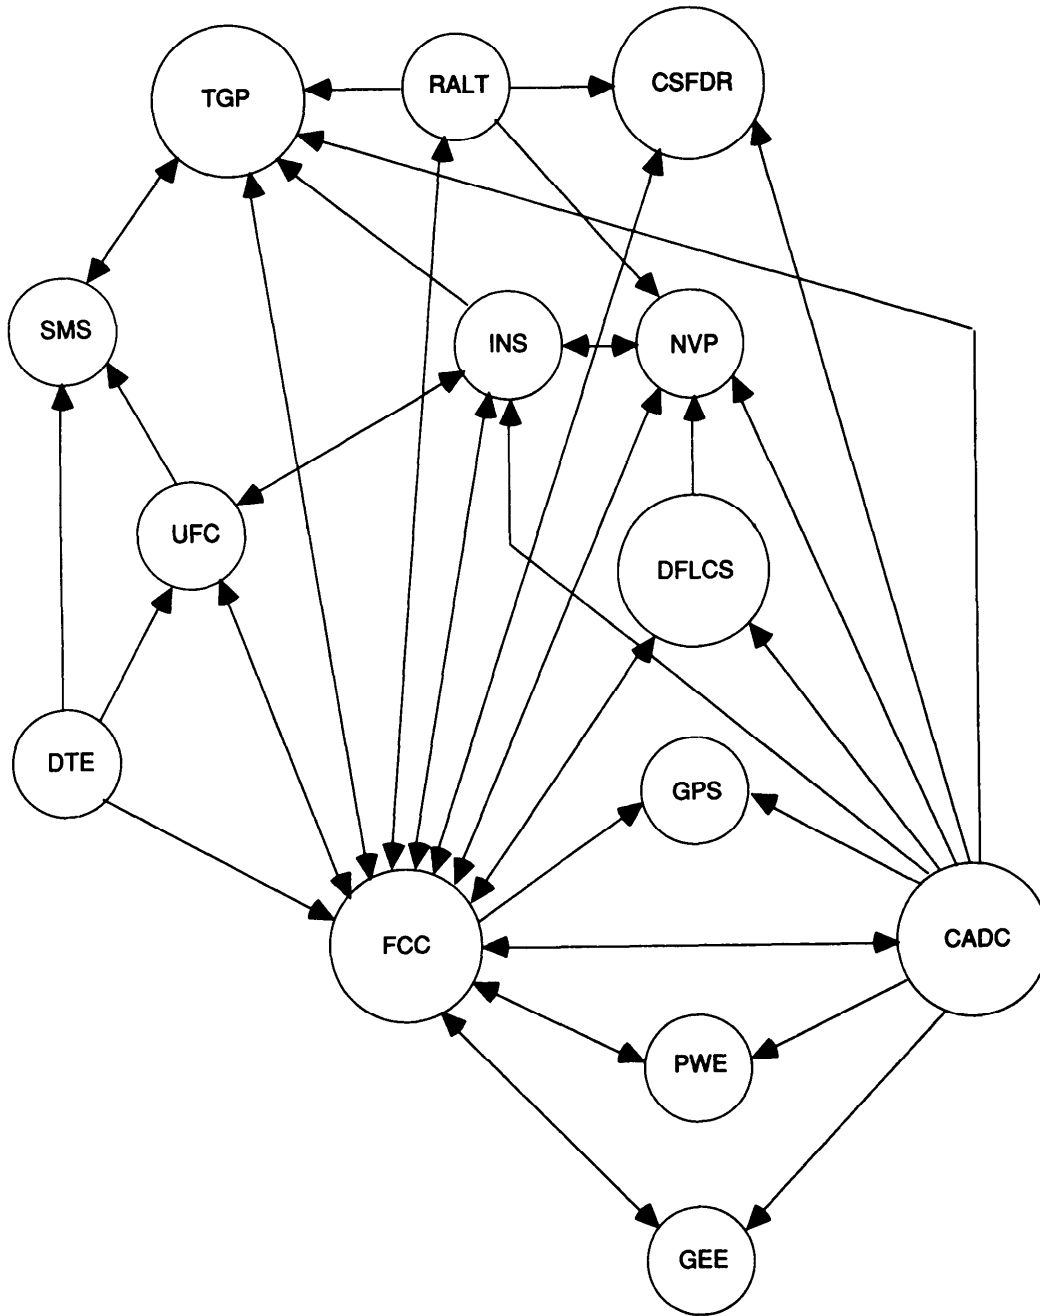 TGP
RALT
CSFDR
SMS
INS
NVP
UFC
DFLCS
DTE
GPS
FCC
CADC
PWE
GEE